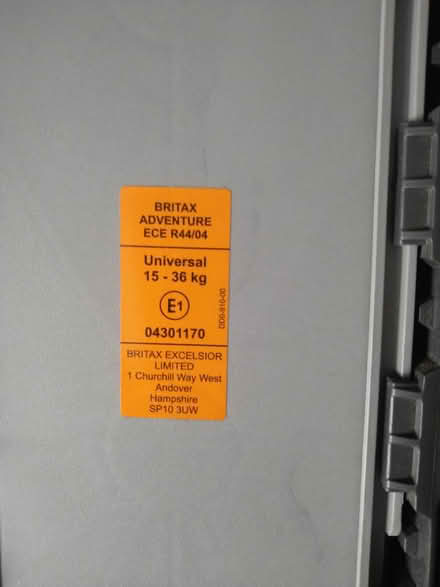 BRITAX
ADVENTURE
ECE R44/04
Universal
15 - 36 kg
E1
04301170
BRITAX EXCELSIOR
LIMITED
1 Churchill Way West
Andover
Hampshire
SP10 3UW